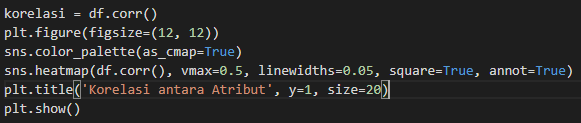 korelasi = df.corr()
plt.figure(figsize=(12, 12))
sns.color_palette(as_cmap=True)
sns.heatmap(df.corr(), vmax=0.5, linewidths=0.05, square=True, annot=True)
plt.title('Korelasi antara Atribut', y=1, size=20)
plt.show()